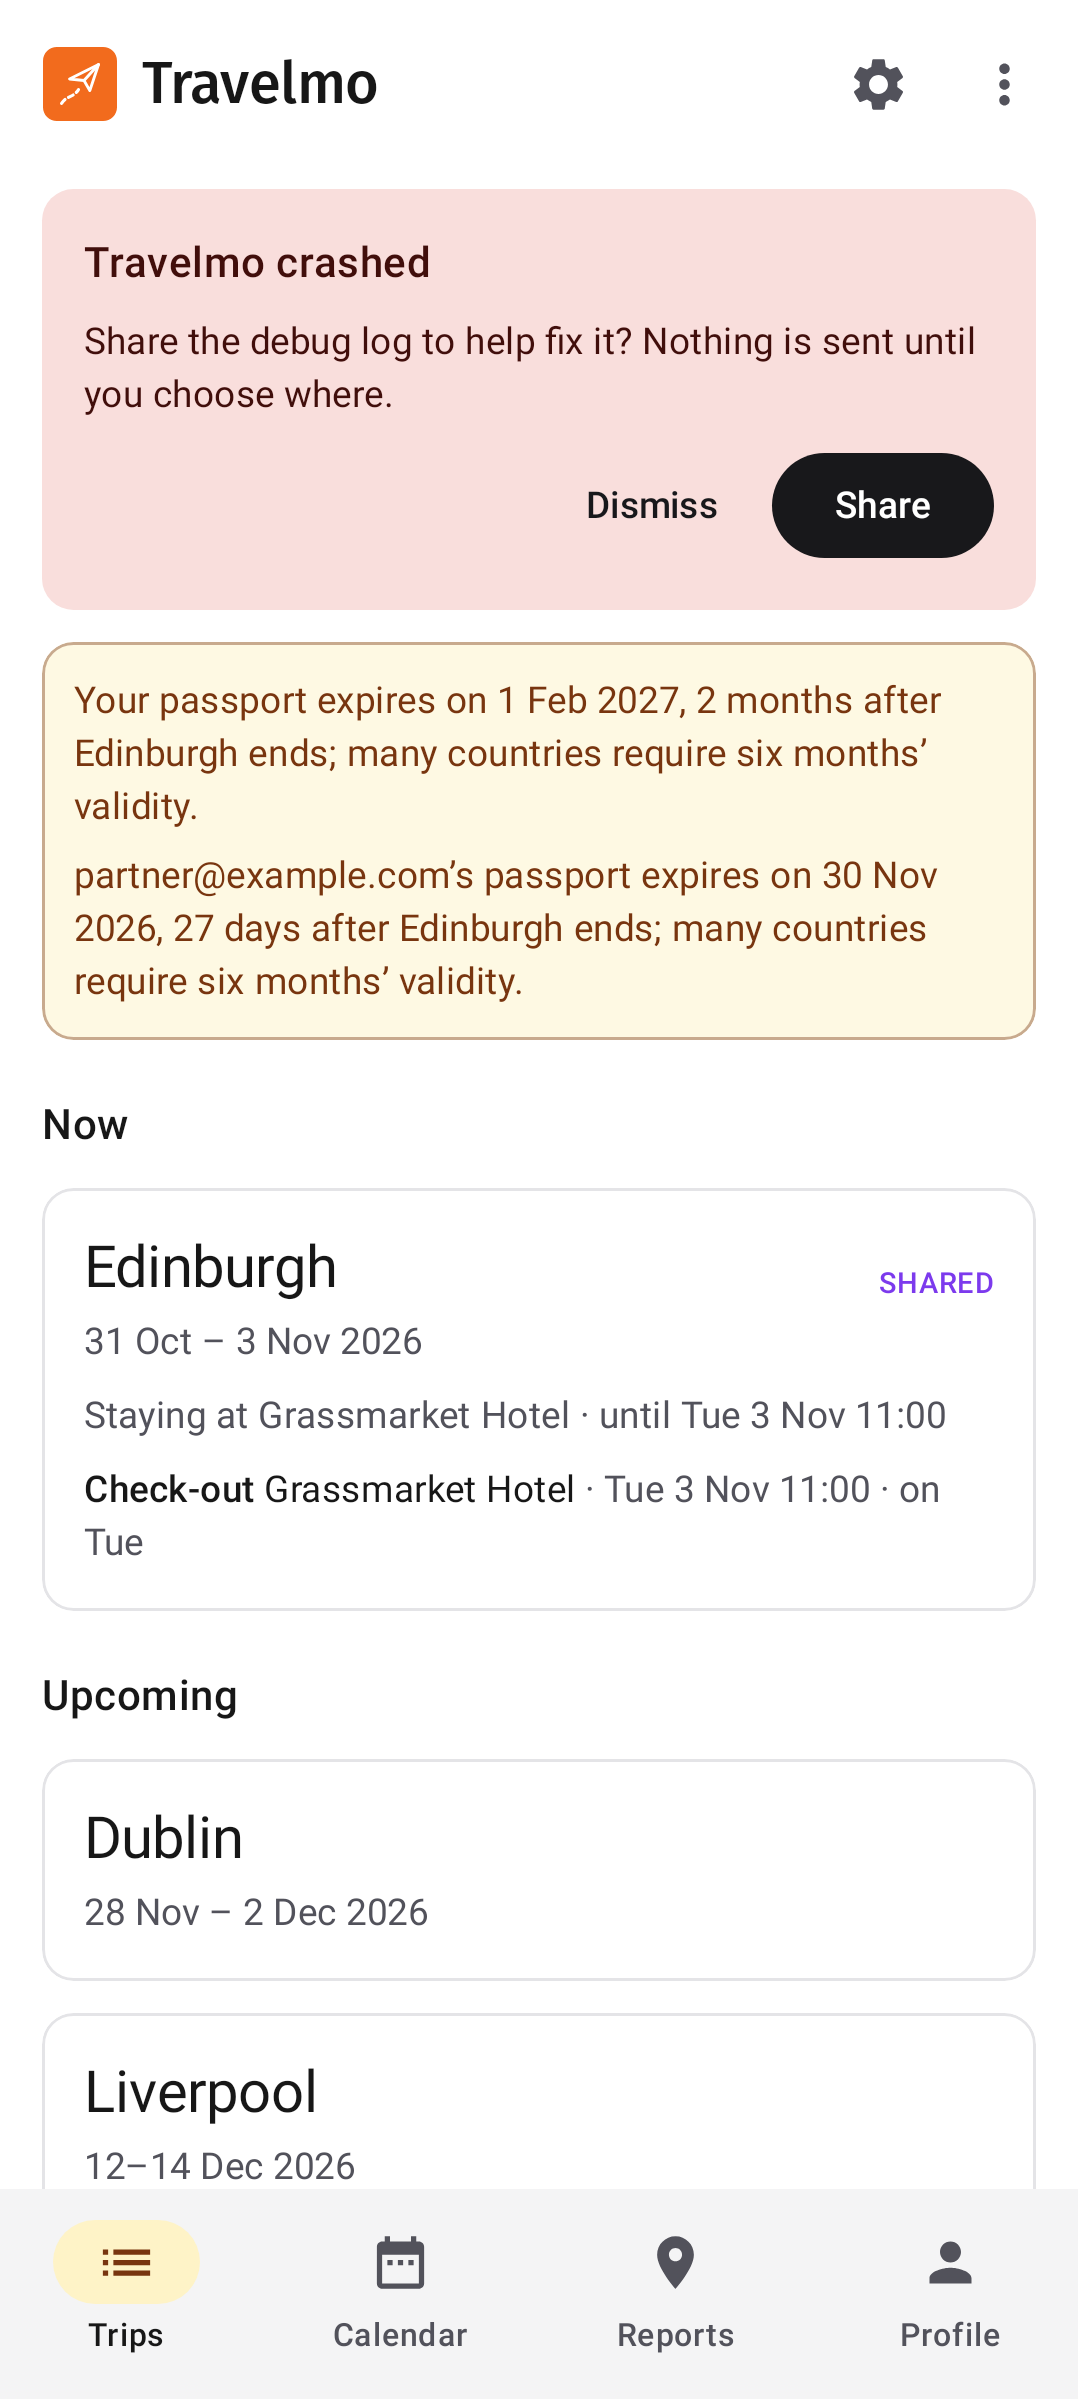 Travelmo
Travelmo crashed
Share the debug log to help fix it? Nothing is sent until
you choose where.
Dismiss
Share
Your passport expires on 1 Feb 2027, 2 months after
Edinburgh ends; many countries require six months’
validity.
partner@example.com’s passport expires on 30 Nov
2026, 27 days after Edinburgh ends; many countries
require six months’ validity.
Now
Edinburgh
SHARED
31 Oct – 3 Nov 2026
Staying at Grassmarket Hotel · until Tue 3 Nov 11:00
Check-out Grassmarket Hotel · Tue 3 Nov 11:00 · on
Tue
Upcoming
Dublin
28 Nov – 2 Dec 2026
Liverpool
12–14 Dec 2026
Trips
Calendar
Reports
Profile